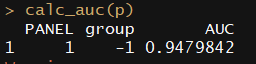 > calc_auc(p)
PANEL group AUC
1 1 -1 0.9479842